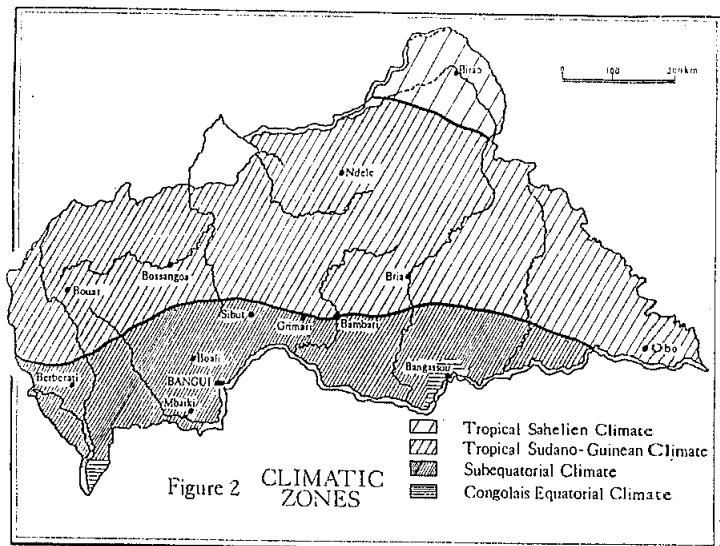 Birao
100
200km
Ndele
Bossangoa
Bria
Bouar
Sibut
Grimari
Bambari
Obo
Boali
Bangassou
Berberati
BANGUI
Mbaiki
Tropical Sahelien Climate
Tropical Sudano-Guinean Climate
Subequatorial Climate
Congolais Equatorial Climate
Figure 2
CLIMATIC
ZONES